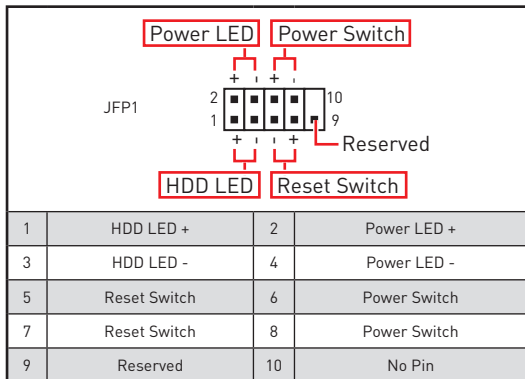 Power LED Power Switch
+ - + -
JFP1
2 10
1 9
+ - - +
Reserved
HDD LED Reset Switch
1 HDD LED + 2 Power LED +
3 HDD LED - 4 Power LED -
5 Reset Switch 6 Power Switch
7 Reset Switch 8 Power Switch
9 Reserved 10 No Pin